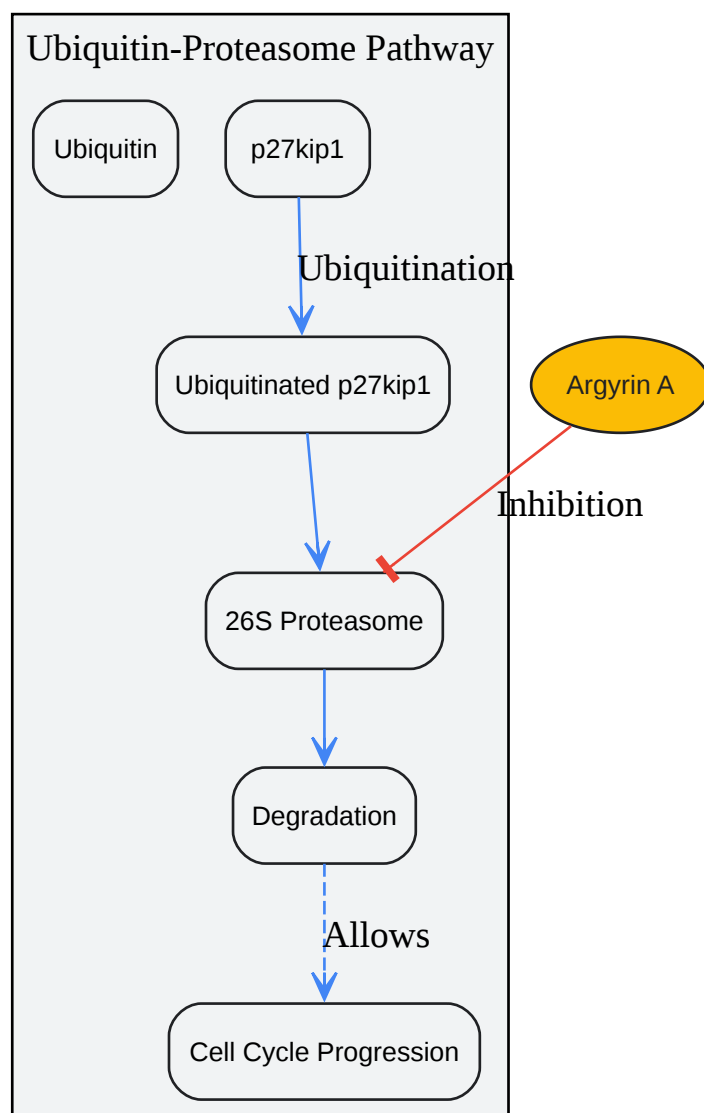 Ubiquitin-Proteasome Pathway
Ubiquitin
p27kip1
Ubiquitination
Ubiquitinated p27kip1
Argyrin A
Inhibition
26S Proteasome
Degradation
Allows
Cell Cycle Progression